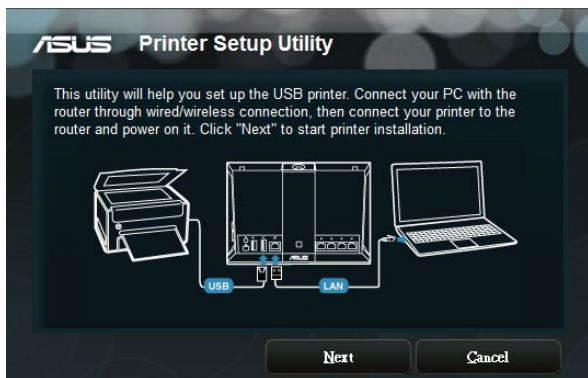 ASUS Printer Setup Utility
This utility will help you set up the USB printer. Connect your PC with the
router through wired/wireless connection, then connect your printer to the
router and power on it. Click "Next" to start printer installation.
ASUS
USB
LAN
Next
Cancel